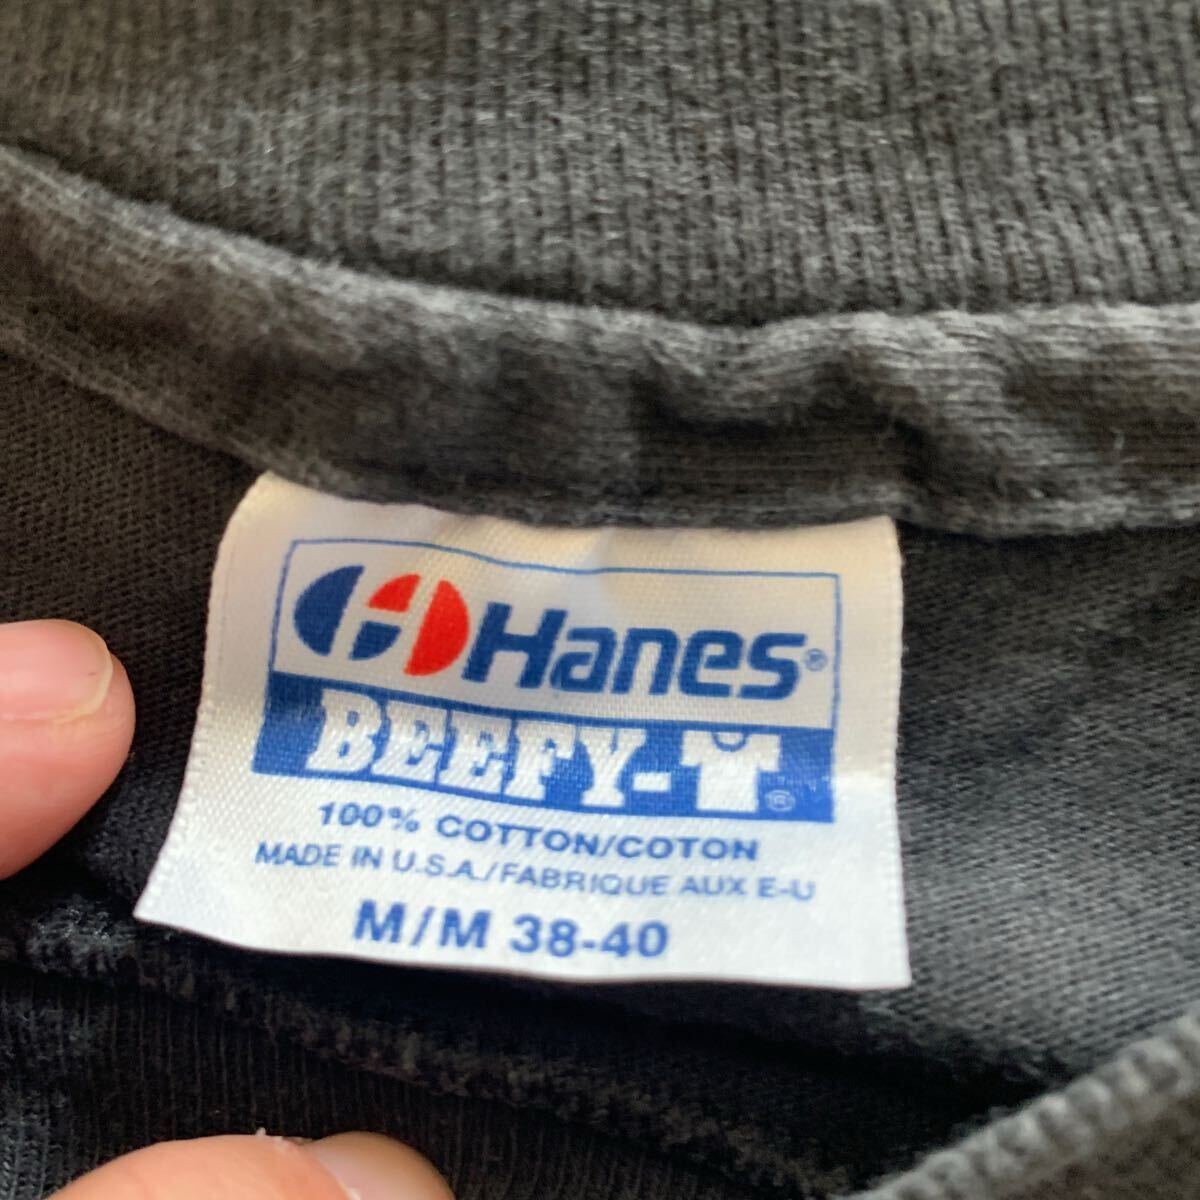 Hanes®
BEEFY-T®
100% COTTON/COTON
MADE IN U.S.A./FABRIQUE AUX E-U
M/M 38-40